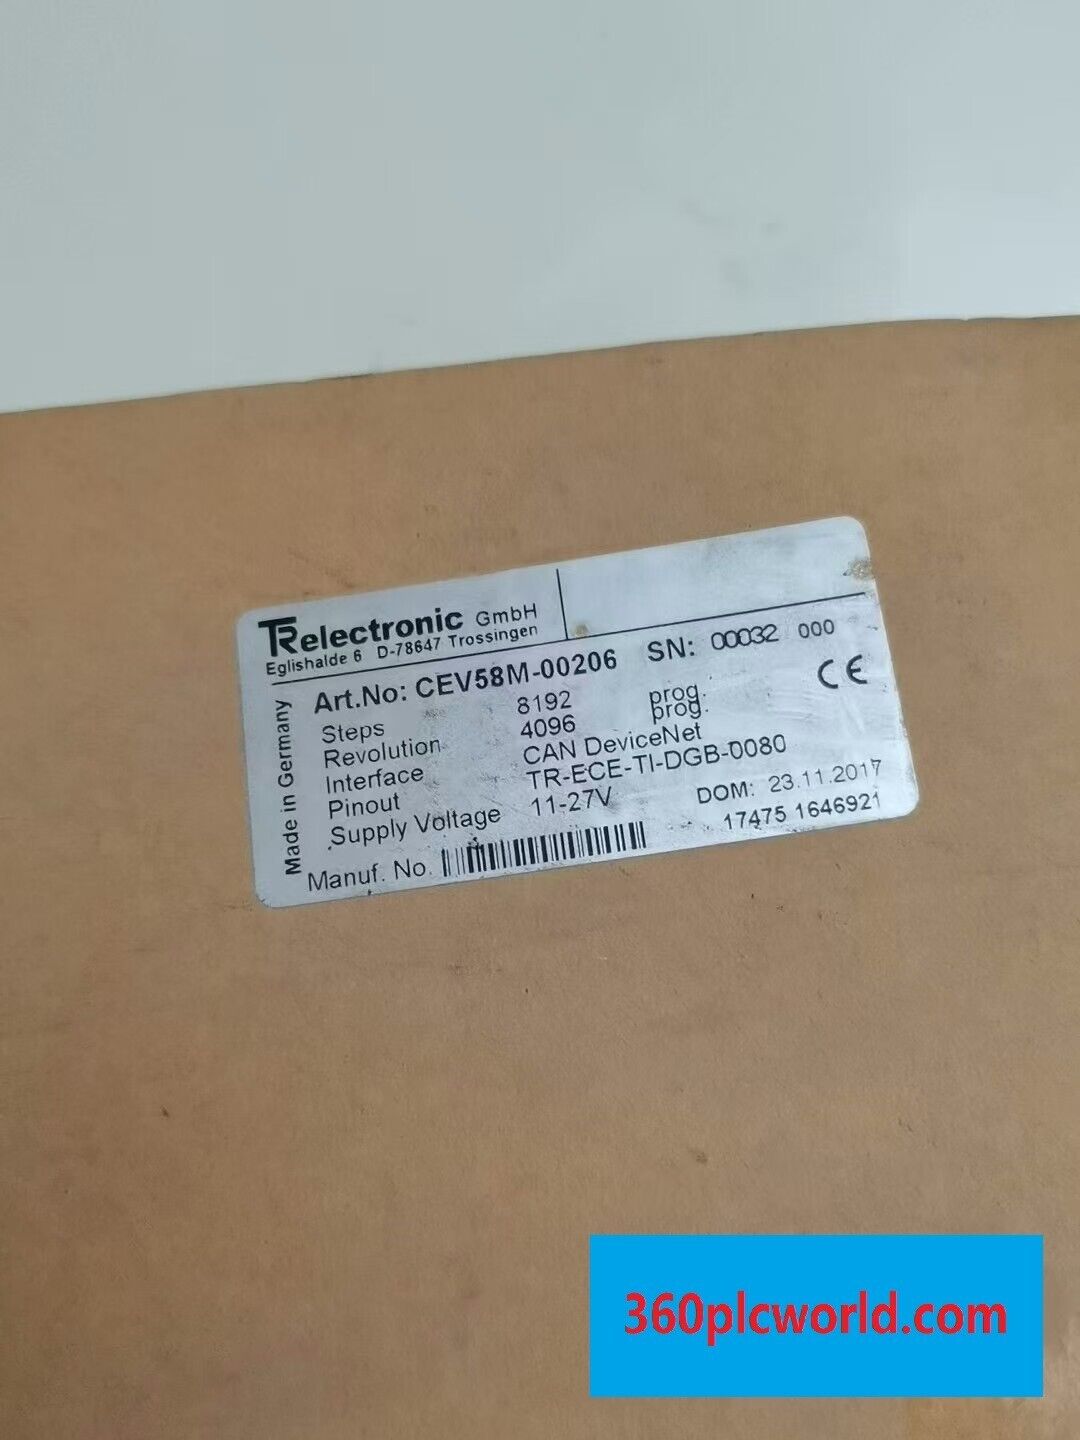 TRelectronic GmbH
Eglishalde 6 D-78647 Trossingen
Made in Germany
Art.No: CEV58M-00206 SN: 00032 000
Steps 8192 prog.
Revolution 4096 prog.
Interface CAN DeviceNet
Pinout TR-ECE-TI-DGB-0080
Supply Voltage 11-27V DOM: 23.11.2017
Manuf. No. 17475 1646921
CE
360plcworld.com